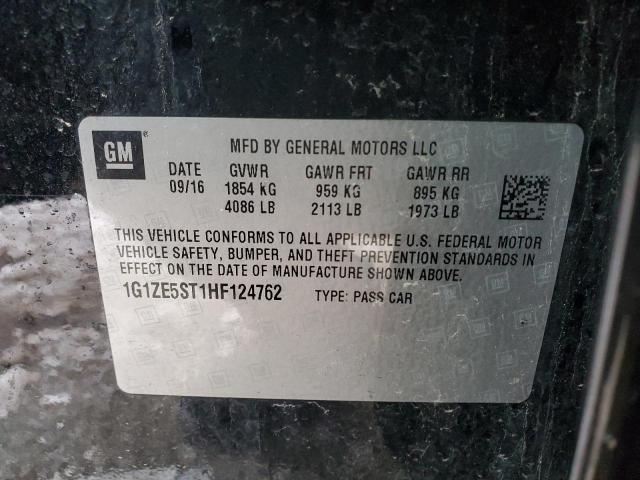 GM
MFD BY GENERAL MOTORS LLC
DATE GVWR GAWR FRT GAWR RR
09/16 1854 KG 959 KG 895 KG
4086 LB 2113 LB 1973 LB
THIS VEHICLE CONFORMS TO ALL APPLICABLE U.S. FEDERAL MOTOR
VEHICLE SAFETY, BUMPER, AND THEFT PREVENTION STANDARDS IN
EFFECT ON THE DATE OF MANUFACTURE SHOWN ABOVE.
1G1ZE5ST1HF124762 TYPE: PASS CAR